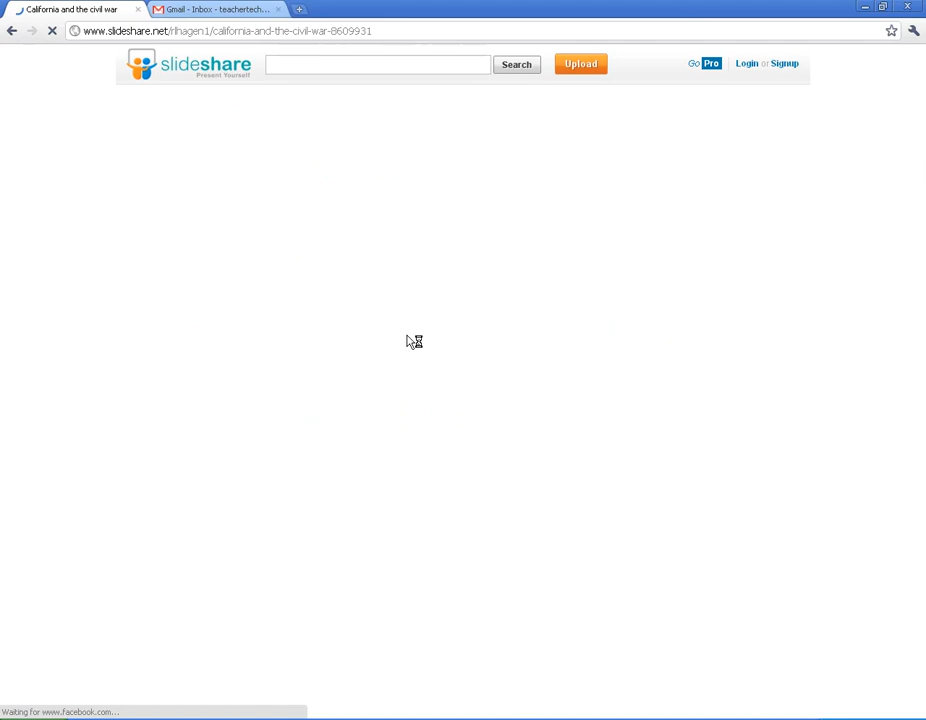 California and the civil war
Gmail - Inbox - teachertech...
www.slideshare.net/rlhagen1/california-and-the-civil-war-8609931
slideshare
Present Yourself
Search
Upload
Go Pro
Login or Signup
Waiting for www.facebook.com...